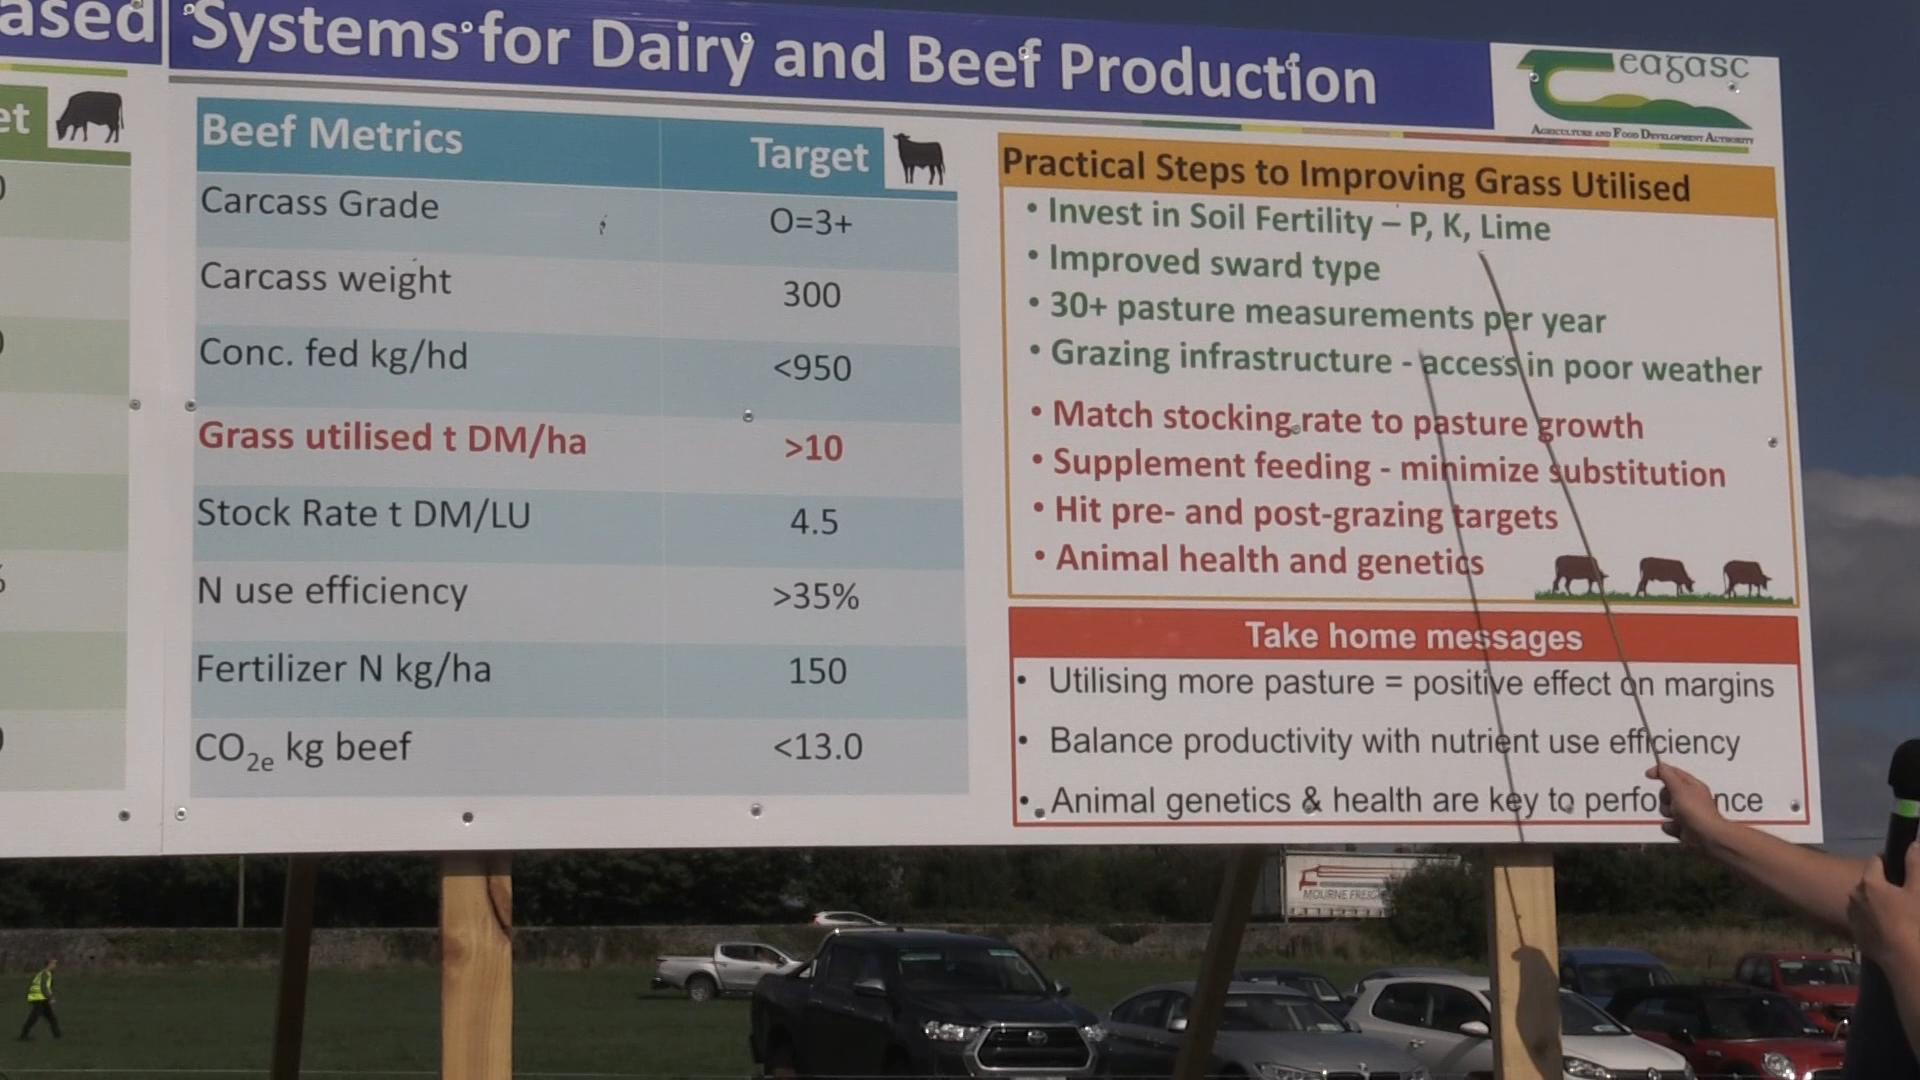 ased Systems for Dairy and Beef Production
eagasc
AGRICULTURE AND FOOD DEVELOPMENT AUTHORITY
et
Beef Metrics Target
Carcass Grade O=3+
Carcass weight 300
Conc. fed kg/hd <950
Grass utilised t DM/ha >10
Stock Rate t DM/LU 4.5
N use efficiency >35%
Fertilizer N kg/ha 150
CO2e kg beef <13.0
Practical Steps to Improving Grass Utilised
• Invest in Soil Fertility – P, K, Lime
• Improved sward type
• 30+ pasture measurements per year
• Grazing infrastructure - access in poor weather
• Match stocking rate to pasture growth
• Supplement feeding - minimize substitution
• Hit pre- and post-grazing targets
• Animal health and genetics
Take home messages
• Utilising more pasture = positive effect on margins
• Balance productivity with nutrient use efficiency
• Animal genetics & health are key to perfo nce
MOURNE